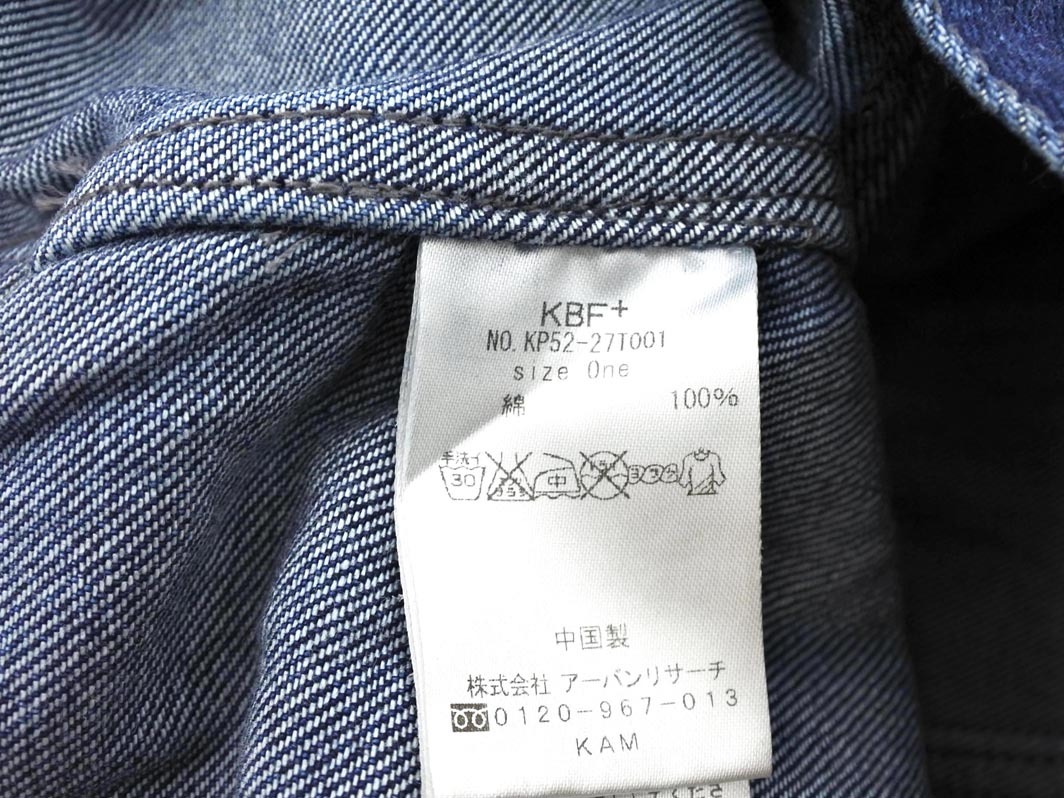 KBF+
NO. KP52-27T001
size One
綿 100%
手洗イ
30 中
中国製
株式会社 アーバンリサーチ
0120-967-013
KAM